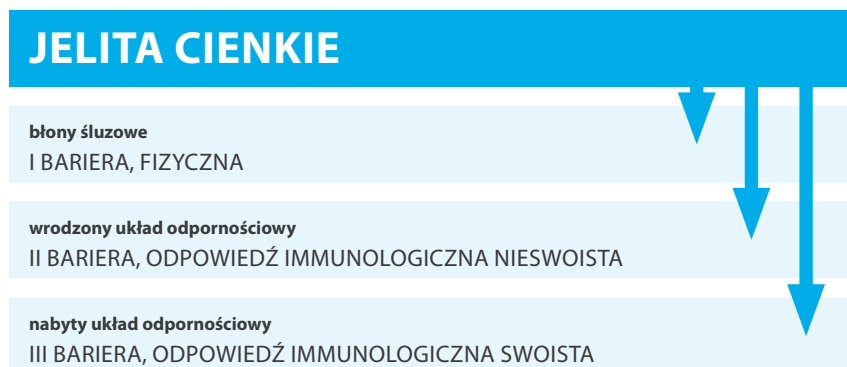 JELITA CIENKIE
błony śluzowe
I BARIERA, FIZYCZNA
wrodzony układ odpornościowy
II BARIERA, ODPOWIEDŹ IMMUNOLOGICZNA NIESWOISTA
nabyty układ odpornościowy
III BARIERA, ODPOWIEDŹ IMMUNOLOGICZNA SWOISTA